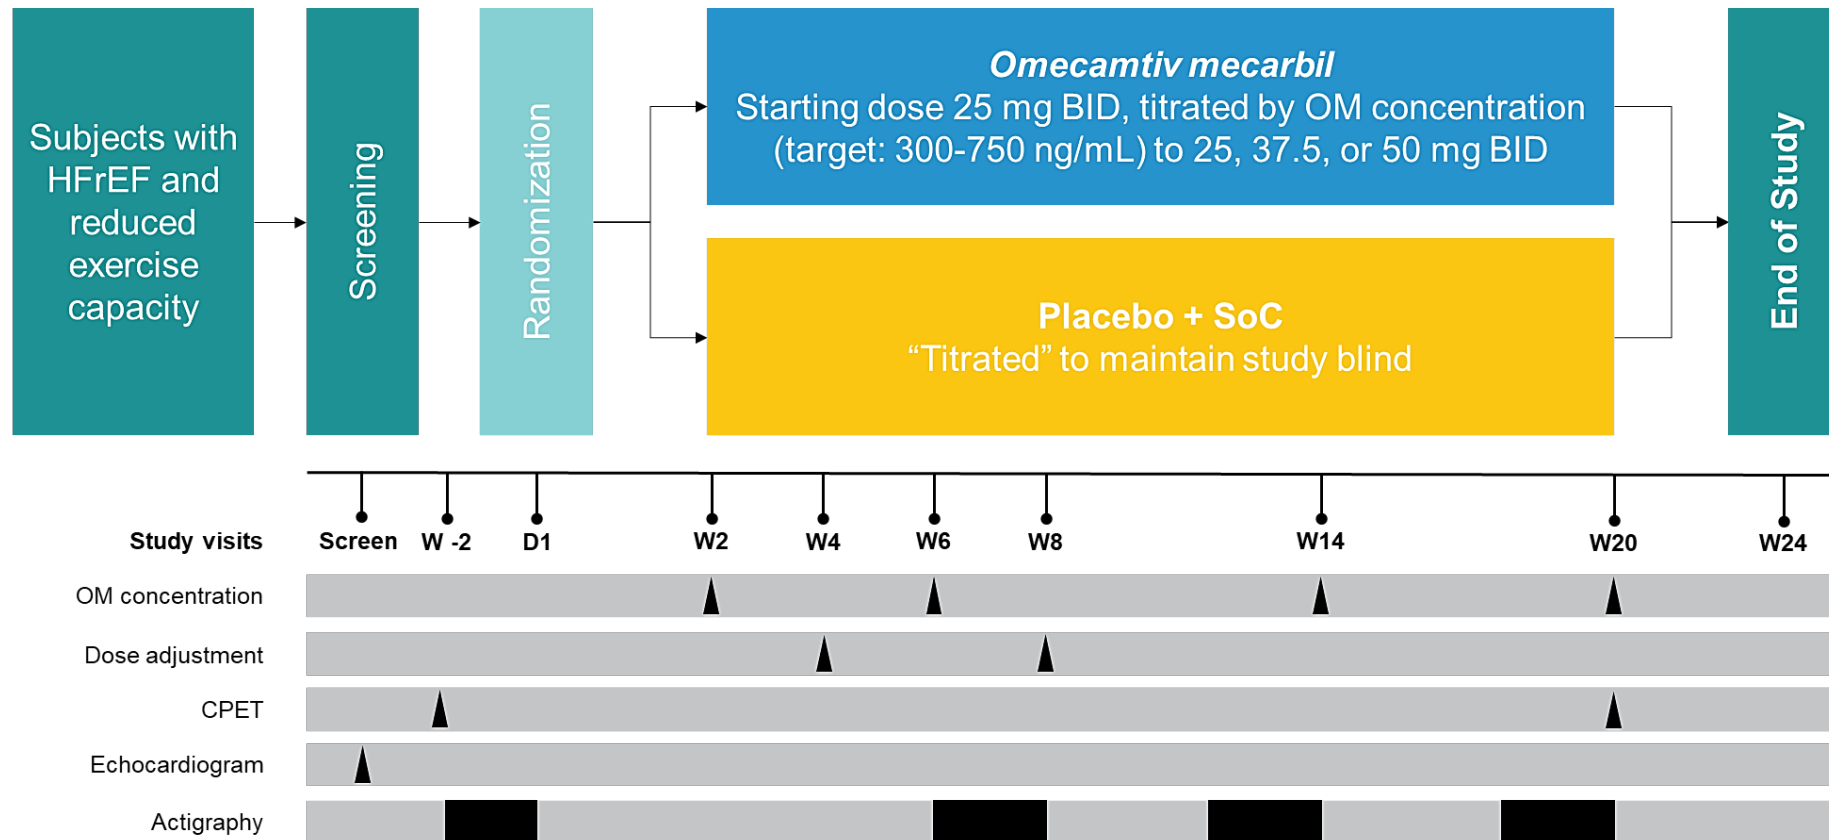 Subjects with
HFrEF and
reduced
exercise
capacity
Screening
Randomization
Omecamtiv mecarbil
Starting dose 25 mg BID, titrated by OM concentration
(target: 300-750 ng/mL) to 25, 37.5, or 50 mg BID
Placebo + SoC
“Titrated” to maintain study blind
End of Study
Study visits Screen W -2 D1 W2 W4 W6 W8 W14 W20 W24
OM concentration
Dose adjustment
CPET
Echocardiogram
Actigraphy